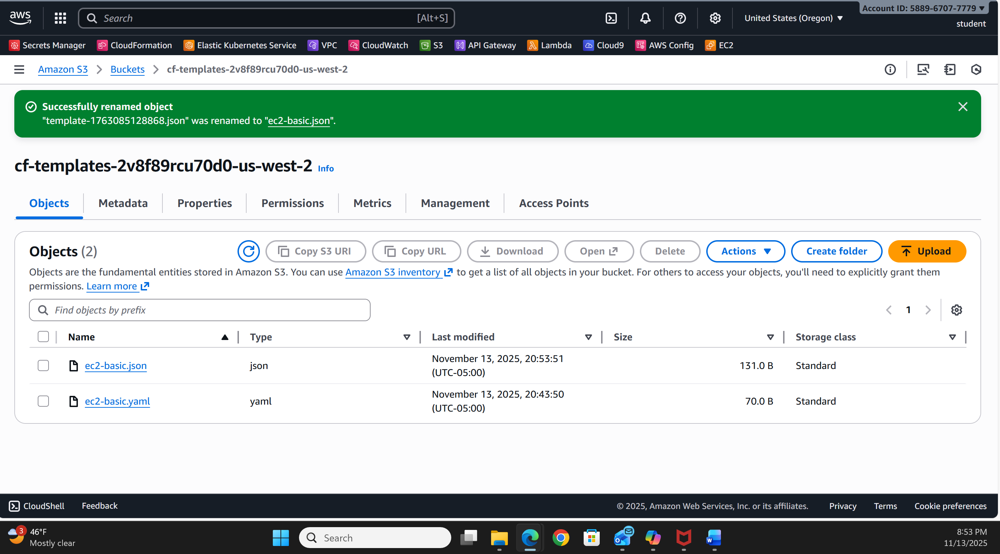 Account ID: 5889-6707-7779
aws
Search
[Alt+S]
United States (Oregon)
student
Secrets Manager
CloudFormation
Elastic Kubernetes Service
VPC
CloudWatch
S3
API Gateway
Lambda
Cloud9
AWS Config
EC2
Amazon S3
Buckets
cf-templates-2v8f89rcu70d0-us-west-2
Successfully renamed object
"template-1763085128868.json" was renamed to "ec2-basic.json".
cf-templates-2v8f89rcu70d0-us-west-2 Info
Objects
Metadata
Properties
Permissions
Metrics
Management
Access Points
Objects (2)
Copy S3 URI
Copy URL
Download
Open
Delete
Actions
Create folder
Upload
Objects are the fundamental entities stored in Amazon S3. You can use Amazon S3 inventory to get a list of all objects in your bucket. For others to access your objects, you'll need to explicitly grant them
permissions. Learn more
Find objects by prefix
1
Name
Type
Last modified
Size
Storage class
ec2-basic.json
json
November 13, 2025, 20:53:51
(UTC-05:00)
131.0 B
Standard
ec2-basic.yaml
yaml
November 13, 2025, 20:43:50
(UTC-05:00)
70.0 B
Standard
CloudShell
Feedback
© 2025, Amazon Web Services, Inc. or its affiliates.
Privacy
Terms
Cookie preferences
3
46°F
Mostly clear
Search
8:53 PM
11/13/2025